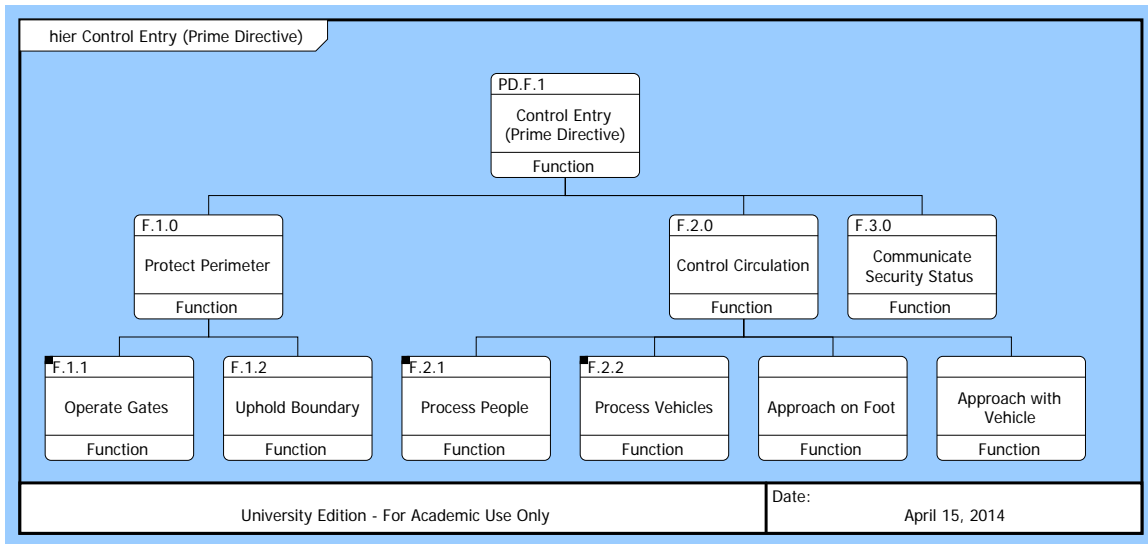 hier Control Entry (Prime Directive)
PD.F.1
Control Entry
(Prime Directive)
Function
F.1.0
Protect Perimeter
Function
F.2.0
Control Circulation
Function
F.3.0
Communicate
Security Status
Function
F.1.1
Operate Gates
Function
F.1.2
Uphold Boundary
Function
F.2.1
Process People
Function
F.2.2
Process Vehicles
Function
Approach on Foot
Function
Approach with
Vehicle
Function
University Edition - For Academic Use Only
Date:
April 15, 2014